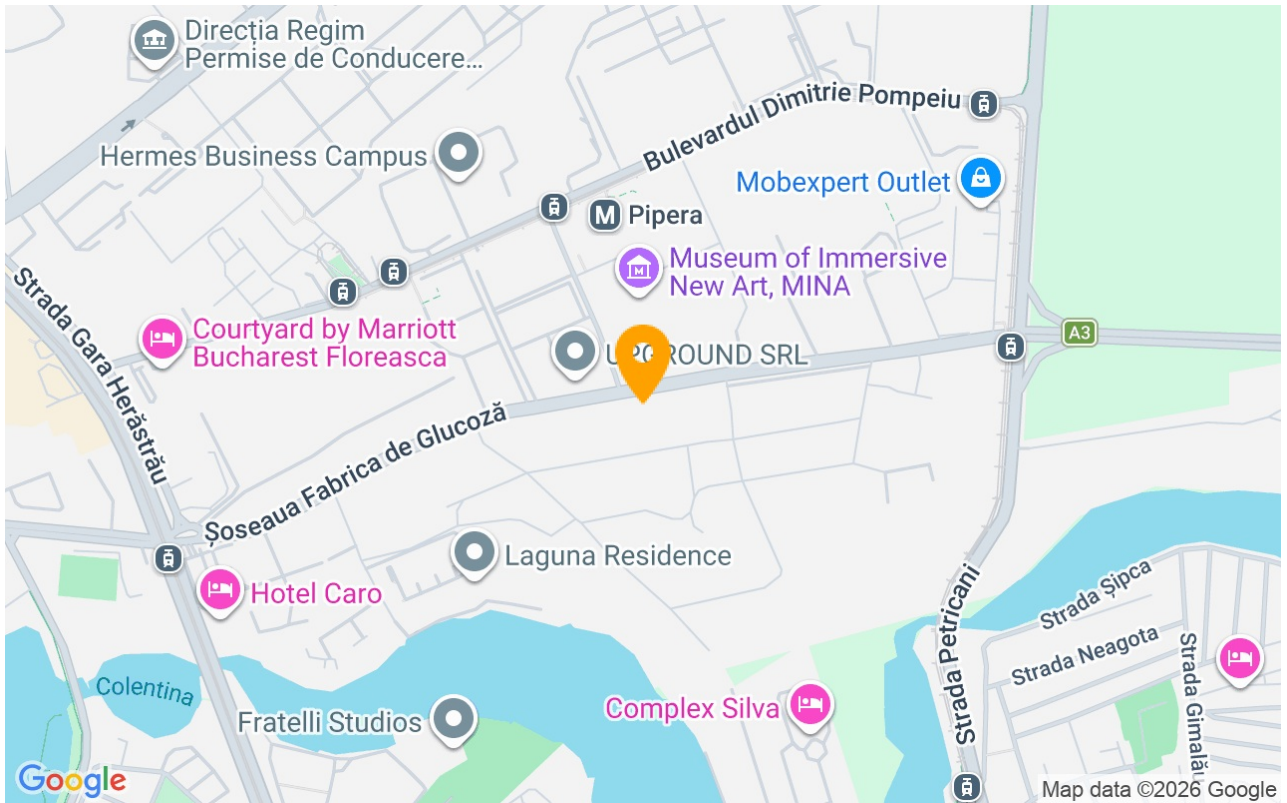 Direcția Regim
Permise de Conducere...
Bulevardul Dimitrie Pompeiu
Hermes Business Campus
Mobexpert Outlet
M Pipera
Museum of Immersive
New Art, MINA
Strada Gara Herăstrău
Courtyard by Marriott
Bucharest Floreasca
A3
ROUND SRL
Șoseaua Fabrica de Glucoză
Laguna Residence
Hotel Caro
Strada Șipca
Strada Neagota
Strada Petricani
Strada Gimalău
Colentina
Complex Silva
Fratelli Studios
Google
Map data ©2026 Google